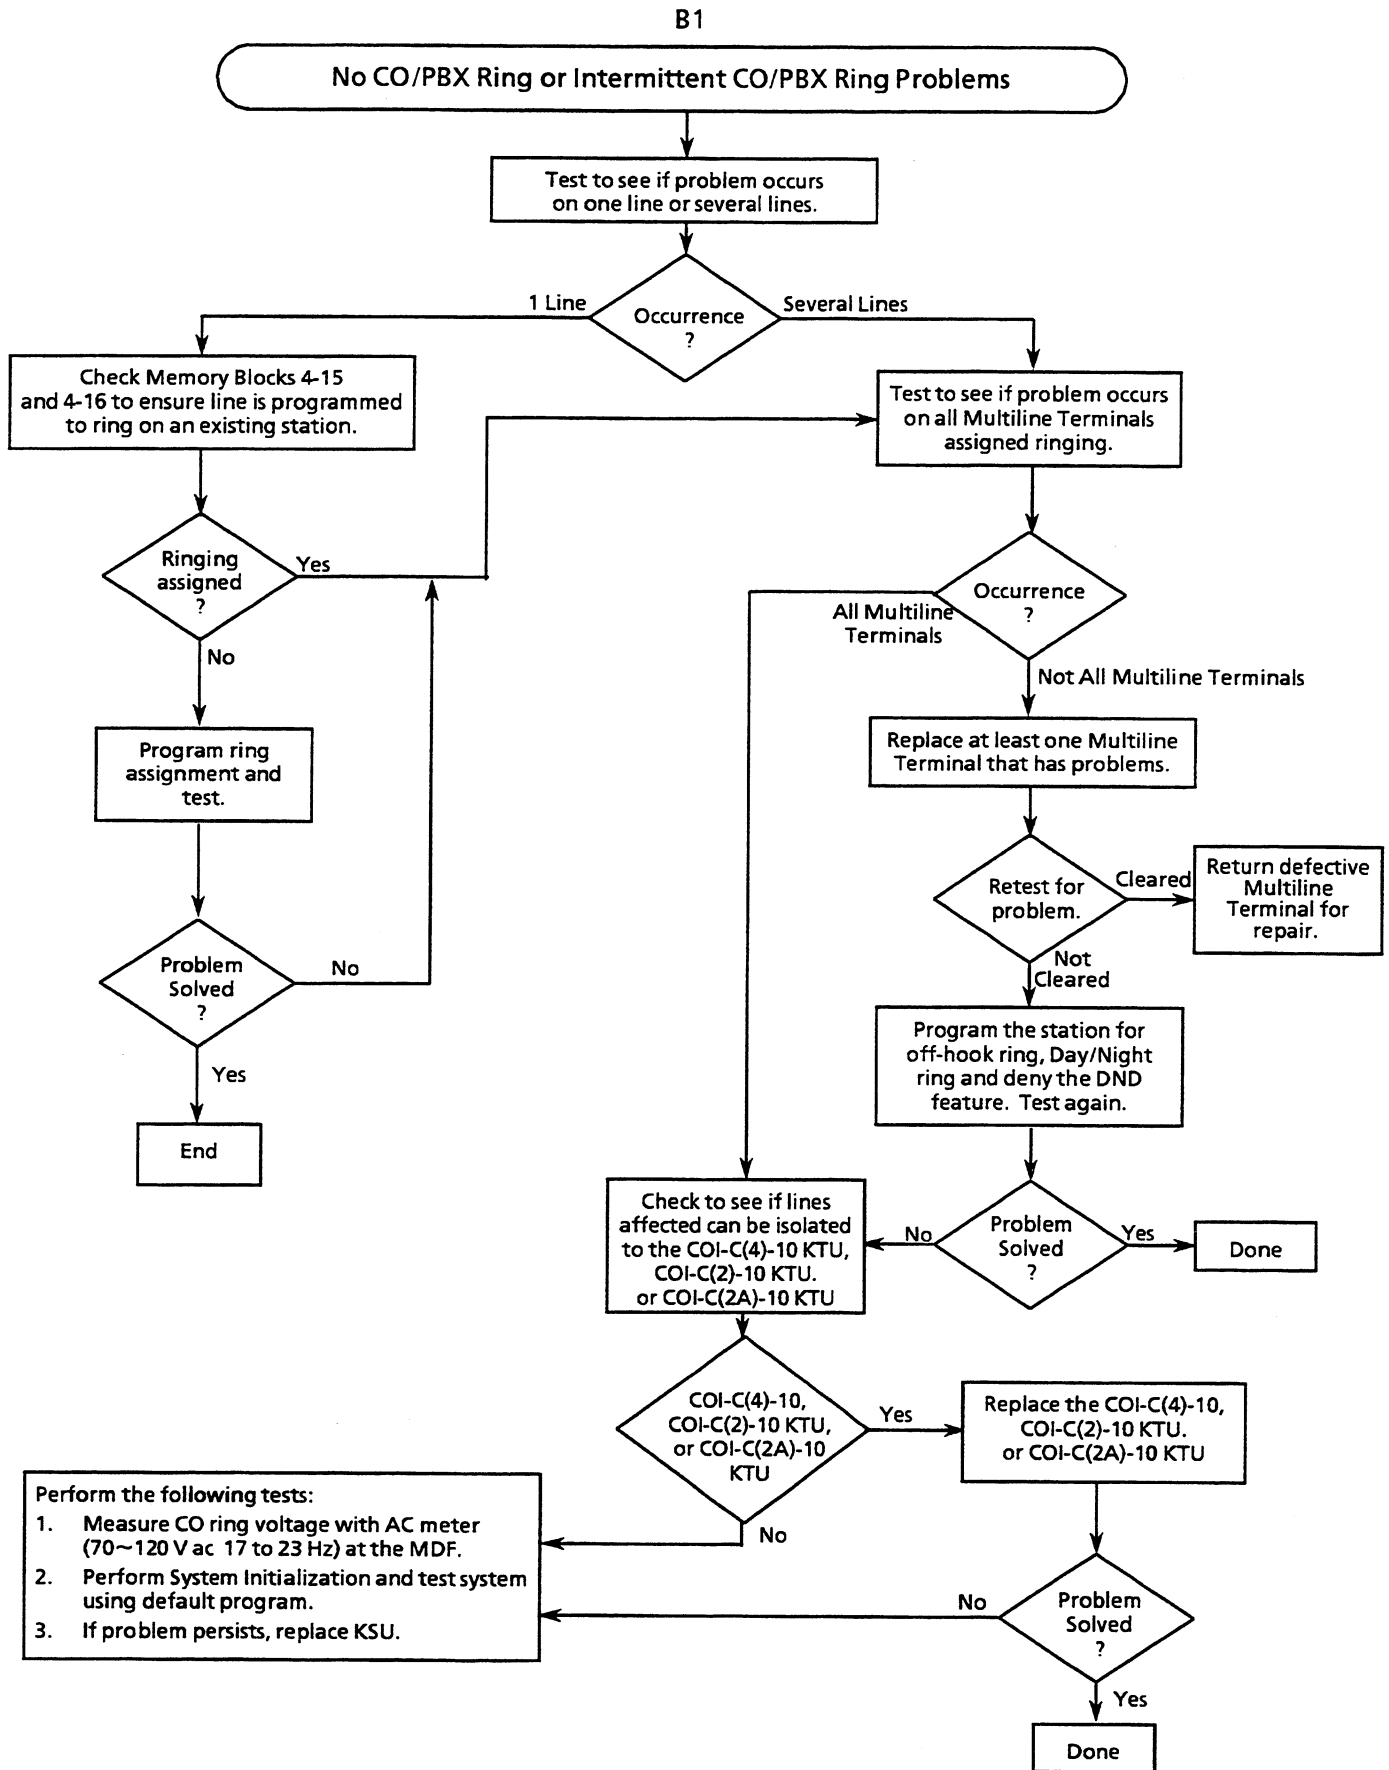 B1
No CO/PBX Ring or Intermittent CO/PBX Ring Problems
Test to see if problem occurs
on one line or several lines.
Occurrence
?
1 Line
Several Lines
Check Memory Blocks 4-15
and 4-16 to ensure line is programmed
to ring on an existing station.
Test to see if problem occurs
on all Multiline Terminals
assigned ringing.
Ringing
assigned
?
Yes
No
Occurrence
?
All Multiline
Terminals
Not All Multiline Terminals
Program ring
assignment and
test.
Replace at least one Multiline
Terminal that has problems.
Retest for
problem.
Cleared
Return defective
Multiline
Terminal for
repair.
Not
Cleared
Problem
Solved
?
No
Yes
End
Program the station for
off-hook ring, Day/Night
ring and deny the DND
feature. Test again.
Problem
Solved
?
No
Yes
Done
Check to see if lines
affected can be isolated
to the COI-C(4)-10 KTU,
COI-C(2)-10 KTU.
or COI-C(2A)-10 KTU
COI-C(4)-10,
COI-C(2)-10 KTU,
or COI-C(2A)-10
KTU
Yes
No
Replace the COI-C(4)-10,
COI-C(2)-10 KTU.
or COI-C(2A)-10 KTU
Perform the following tests:
1. Measure CO ring voltage with AC meter
(70~120 V ac 17 to 23 Hz) at the MDF.
2. Perform System Initialization and test system
using default program.
3. If problem persists, replace KSU.
Problem
Solved
?
No
Yes
Done